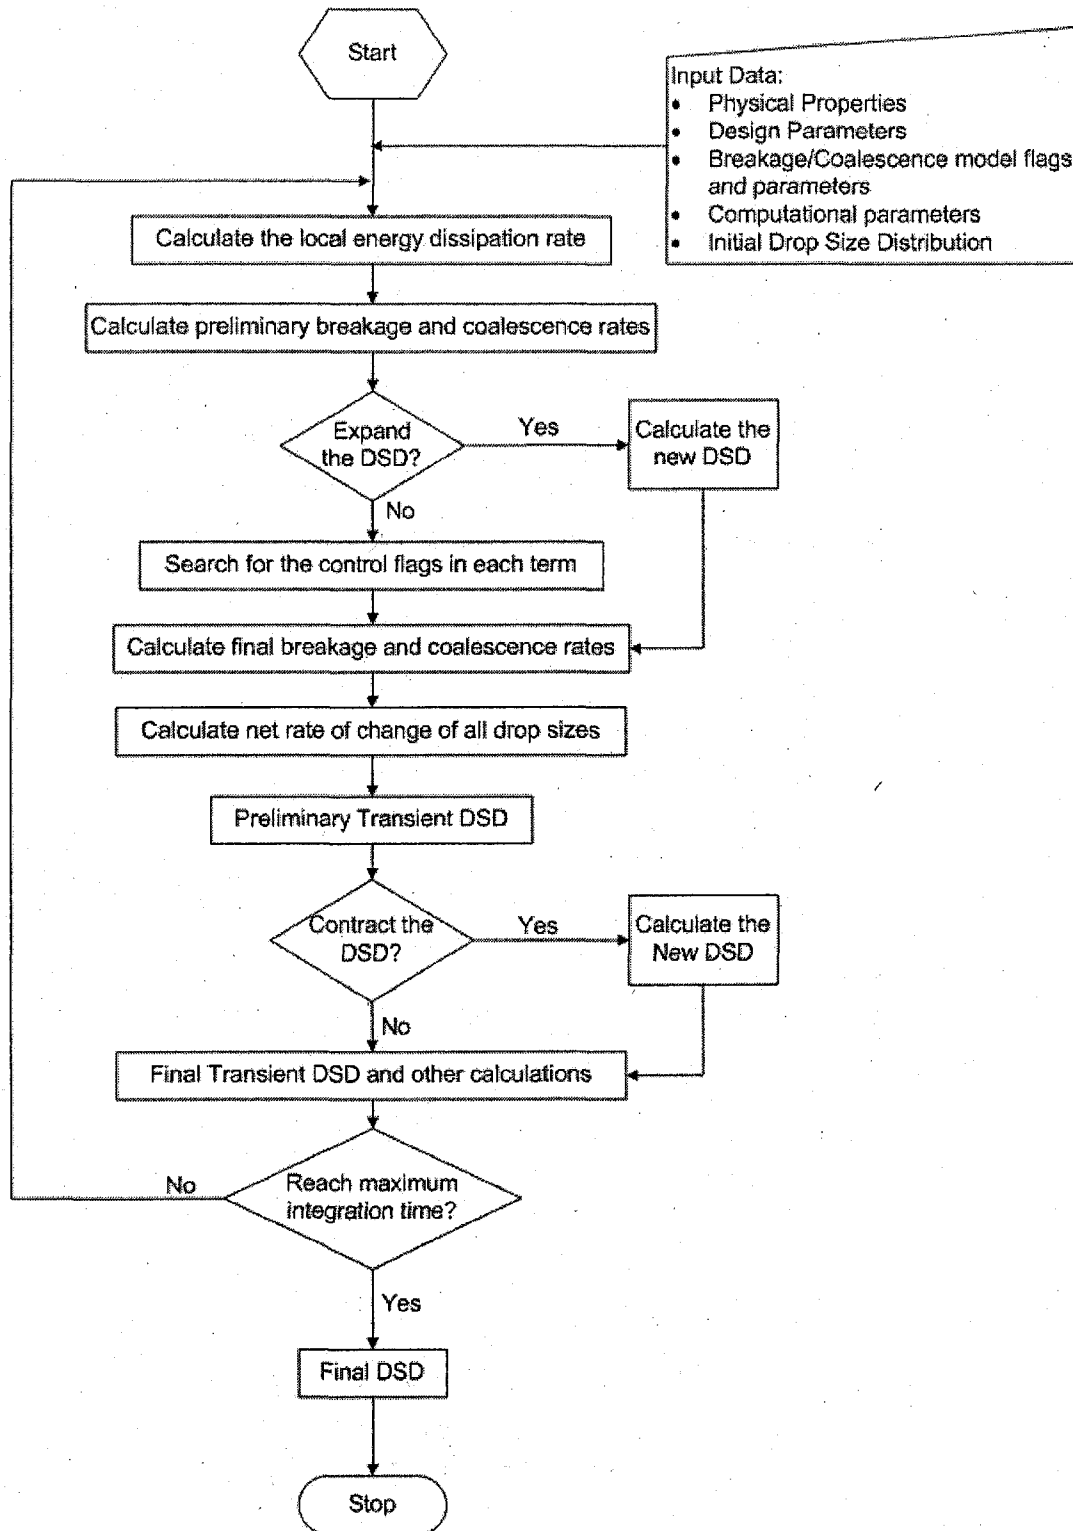 Start
Input Data:
• Physical Properties
• Design Parameters
• Breakage/Coalescence model flags
and parameters
• Computational parameters
• Initial Drop Size Distribution
Calculate the local energy dissipation rate
Calculate preliminary breakage and coalescence rates
Expand
the DSD?
Yes
Calculate the
new DSD
No
Search for the control flags in each term
Calculate final breakage and coalescence rates
Calculate net rate of change of all drop sizes
Preliminary Transient DSD
Contract the
DSD?
Yes
Calculate the
New DSD
No
Final Transient DSD and other calculations
Reach maximum
integration time?
No
Yes
Final DSD
Stop